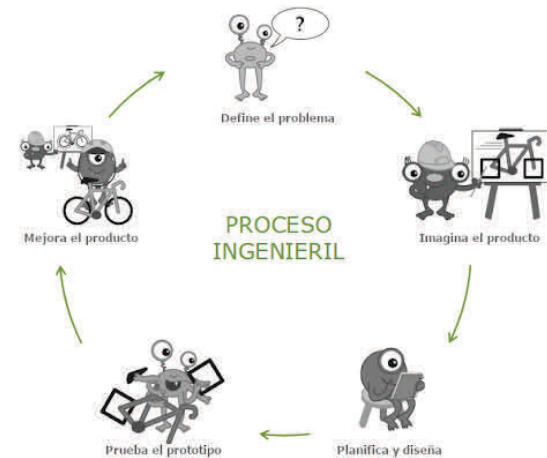 ?
Define el problema
Imagina el producto
Planifica y diseña
Prueba el prototipo
Mejora el producto
PROCESO
INGENIERIL